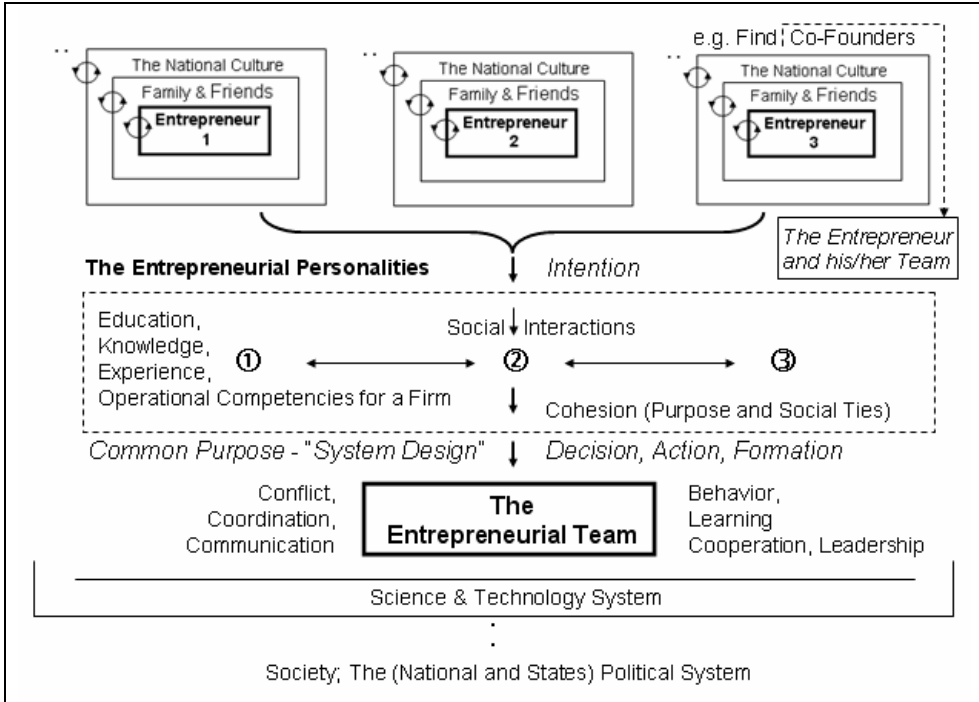 e.g. Find Co-Founders
The National Culture
Family & Friends
Entrepreneur
1
The National Culture
Family & Friends
Entrepreneur
2
The National Culture
Family & Friends
Entrepreneur
3
The Entrepreneur
and his/her Team
The Entrepreneurial Personalities
Intention
Education,
Knowledge,
Experience,
Operational Competencies for a Firm
Social Interactions
① ② ③
Cohesion (Purpose and Social Ties)
Common Purpose - "System Design"
Decision, Action, Formation
Conflict,
Coordination,
Communication
The
Entrepreneurial Team
Behavior,
Learning
Cooperation, Leadership
Science & Technology System
Society; The (National and States) Political System